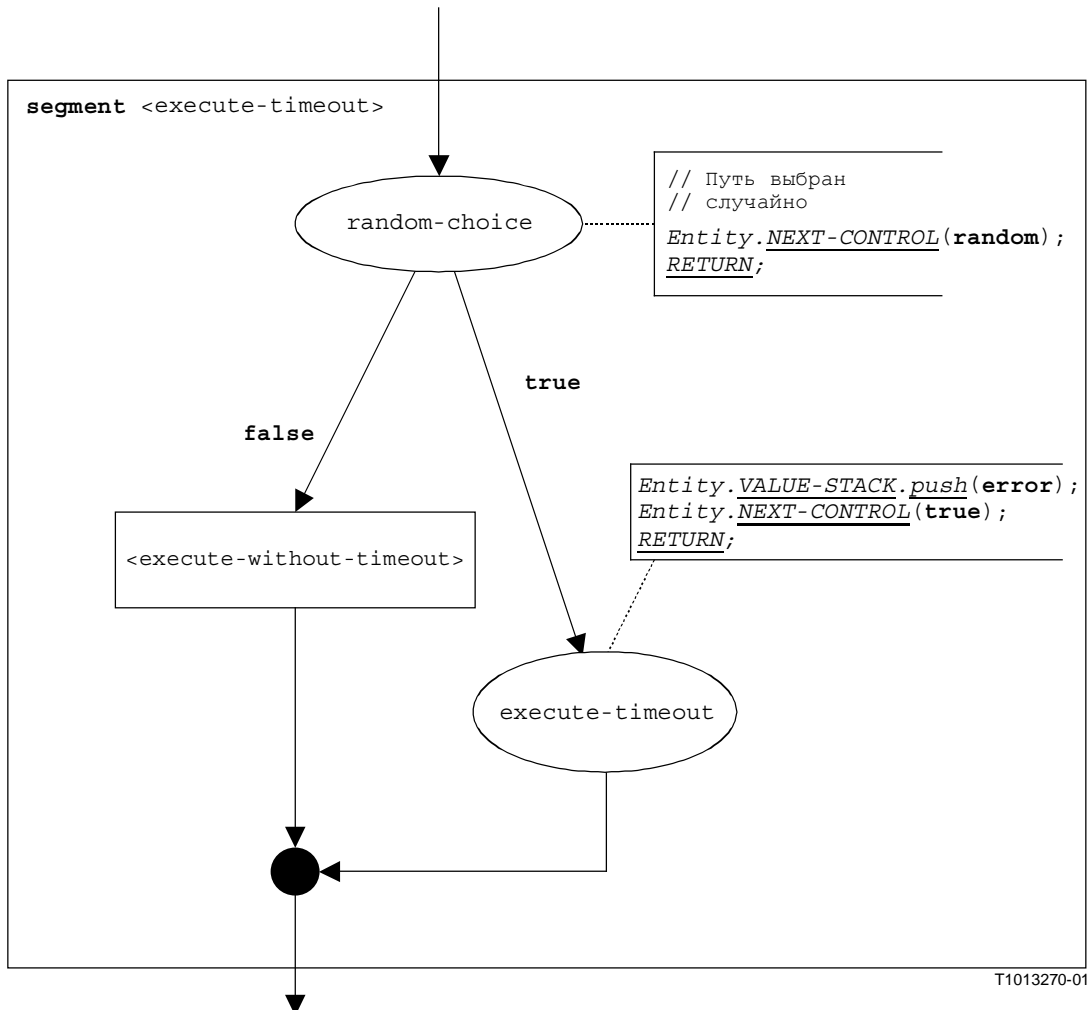 segment <execute-timeout>
random-choice
// Путь выбран
// случайно
Entity.NEXT-CONTROL(random);
RETURN;
true
false
Entity.VALUE-STACK.push(error);
Entity.NEXT-CONTROL(true);
RETURN;
<execute-without-timeout>
execute-timeout
T1013270-01